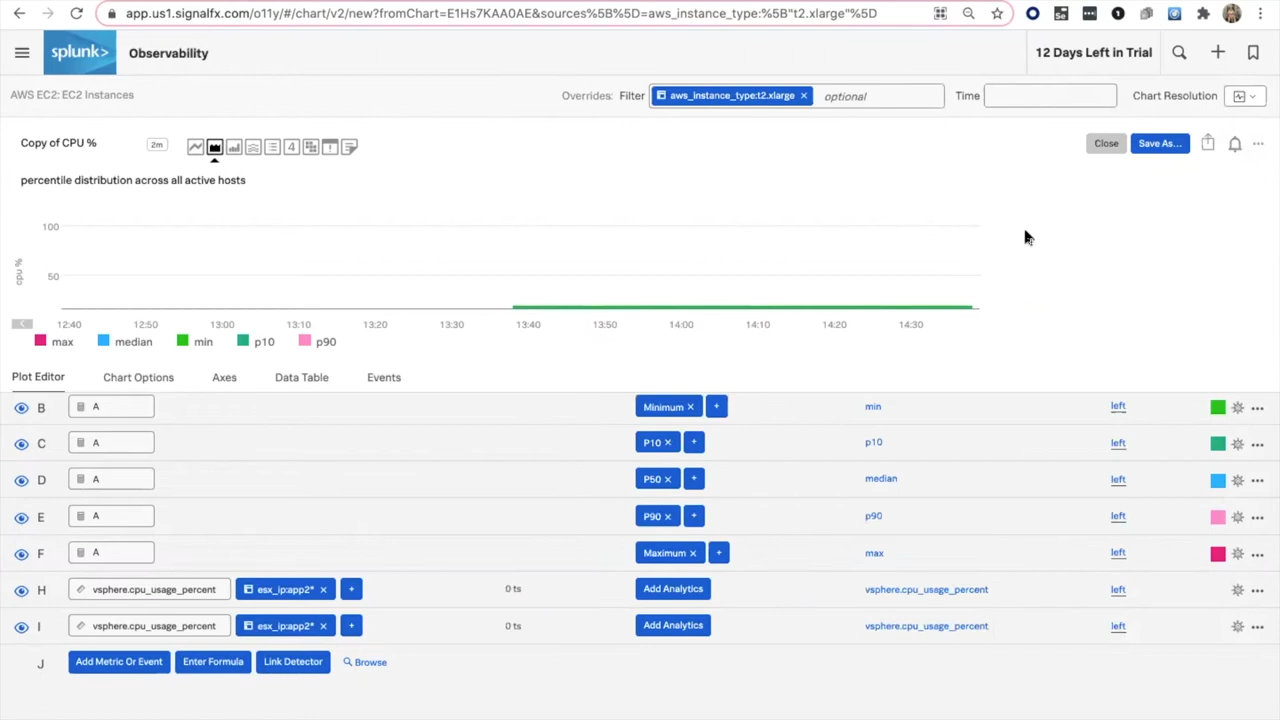 app.us1.signalfx.com/o11y/#/chart/v2/new?fromChart=E1Hs7KAA0AE&sources%5B%5D=aws_instance_type:%5B"t2.xlarge"%5D
splunk> Observability 12 Days Left in Trial
AWS EC2: EC2 Instances Overrides: Filter aws_instance_type:t2.xlarge × optional Time Chart Resolution
Copy of CPU % 2m 4 Close Save As...
percentile distribution across all active hosts
100
50
cpu %
12:40 12:50 13:00 13:10 13:20 13:30 13:40 13:50 14:00 14:10 14:20 14:30
max median min p10 p90
Plot Editor Chart Options Axes Data Table Events
B A Minimum × + min left
C A P10 × + p10 left
D A P50 × + median left
E A P90 × + p90 left
F A Maximum × + max left
H vsphere.cpu_usage_percent esx_ip:app2* × + 0 ts Add Analytics vsphere.cpu_usage_percent left
I vsphere.cpu_usage_percent esx_ip:app2* × + 0 ts Add Analytics vsphere.cpu_usage_percent left
J Add Metric Or Event Enter Formula Link Detector Browse